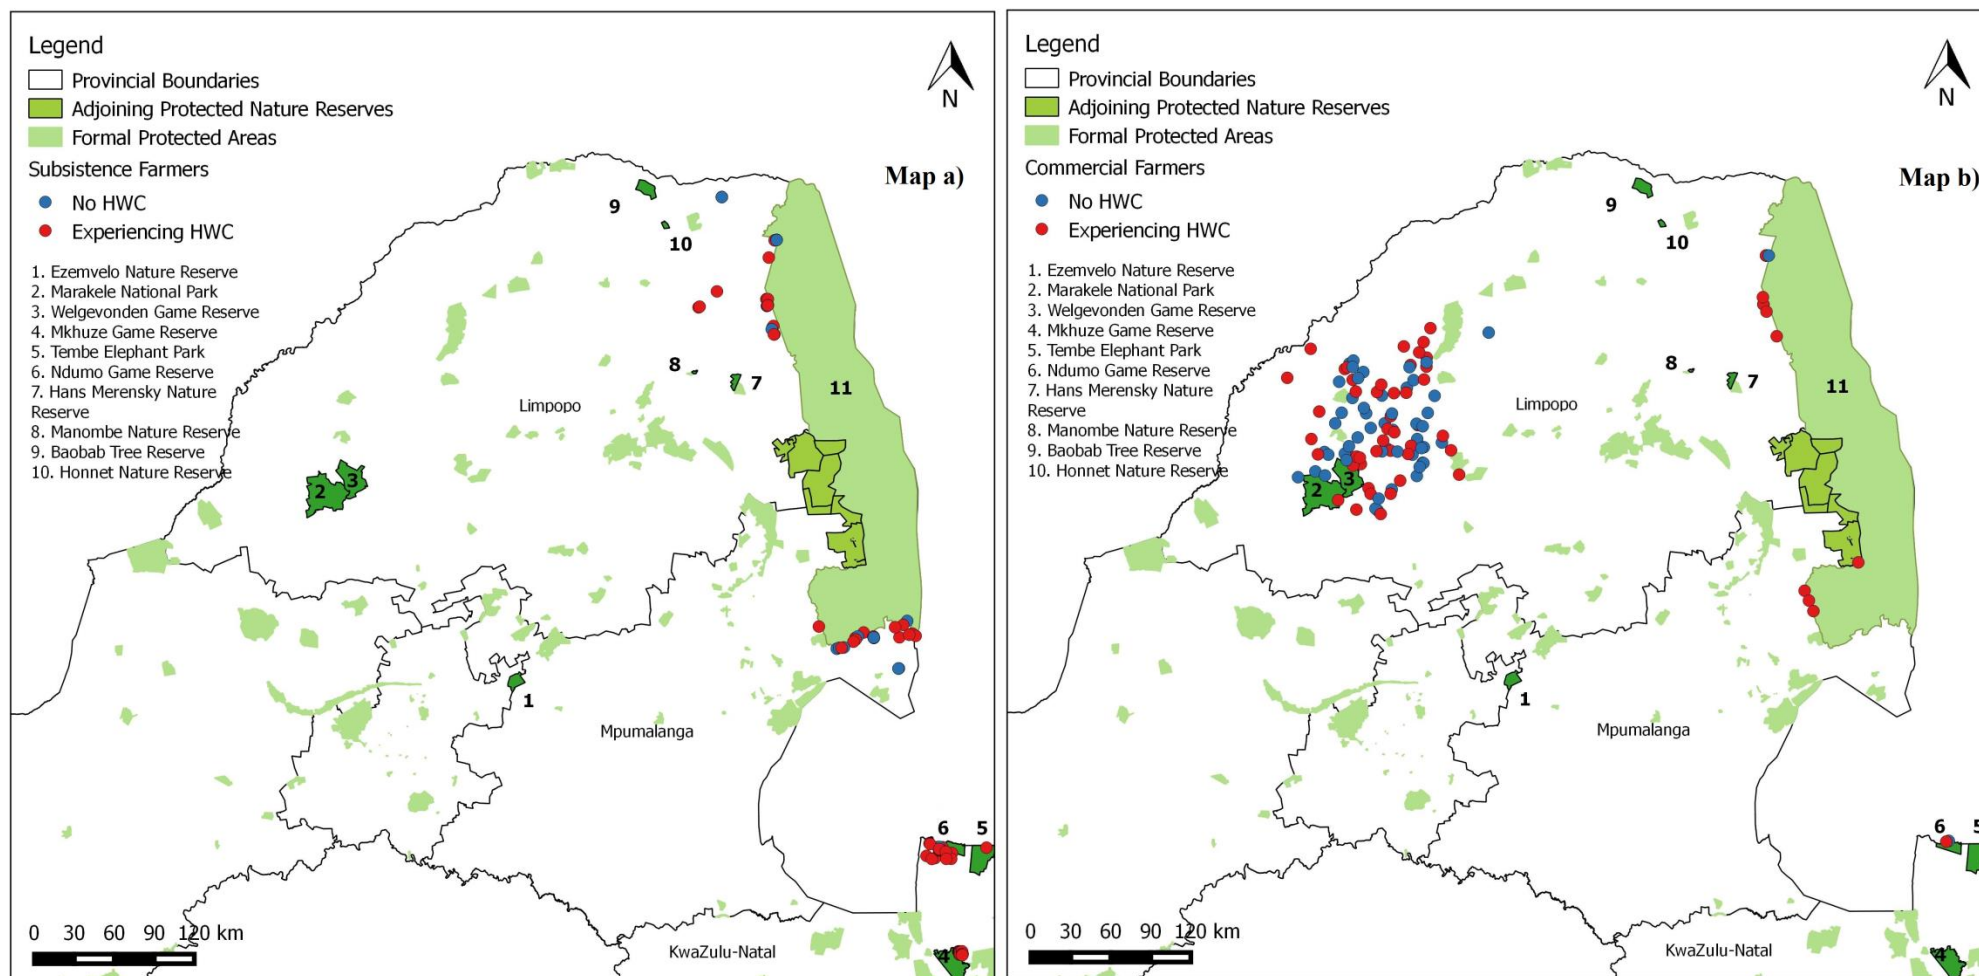 Legend
Provincial Boundaries
Adjoining Protected Nature Reserves
Formal Protected Areas
Subsistence Farmers
No HWC
Experiencing HWC
1. Ezemvelo Nature Reserve
2. Marakele National Park
3. Welgevonden Game Reserve
4. Mkhuze Game Reserve
5. Tembe Elephant Park
6. Ndumo Game Reserve
7. Hans Merensky Nature
Reserve
8. Manombe Nature Reserve
9. Baobab Tree Reserve
10. Honnet Nature Reserve
N
Map a)
9
10
8
7
11
Limpopo
2
3
1
Mpumalanga
6
5
4
KwaZulu-Natal
0 30 60 90 120 km
Legend
Provincial Boundaries
Adjoining Protected Nature Reserves
Formal Protected Areas
Commercial Farmers
No HWC
Experiencing HWC
1. Ezemvelo Nature Reserve
2. Marakele National Park
3. Welgevonden Game Reserve
4. Mkhuze Game Reserve
5. Tembe Elephant Park
6. Ndumo Game Reserve
7. Hans Merensky Nature
Reserve
8. Manombe Nature Reserve
9. Baobab Tree Reserve
10. Honnet Nature Reserve
N
Map b)
9
10
8
7
11
Limpopo
2
3
1
Mpumalanga
6
5
4
KwaZulu-Natal
0 30 60 90 120 km